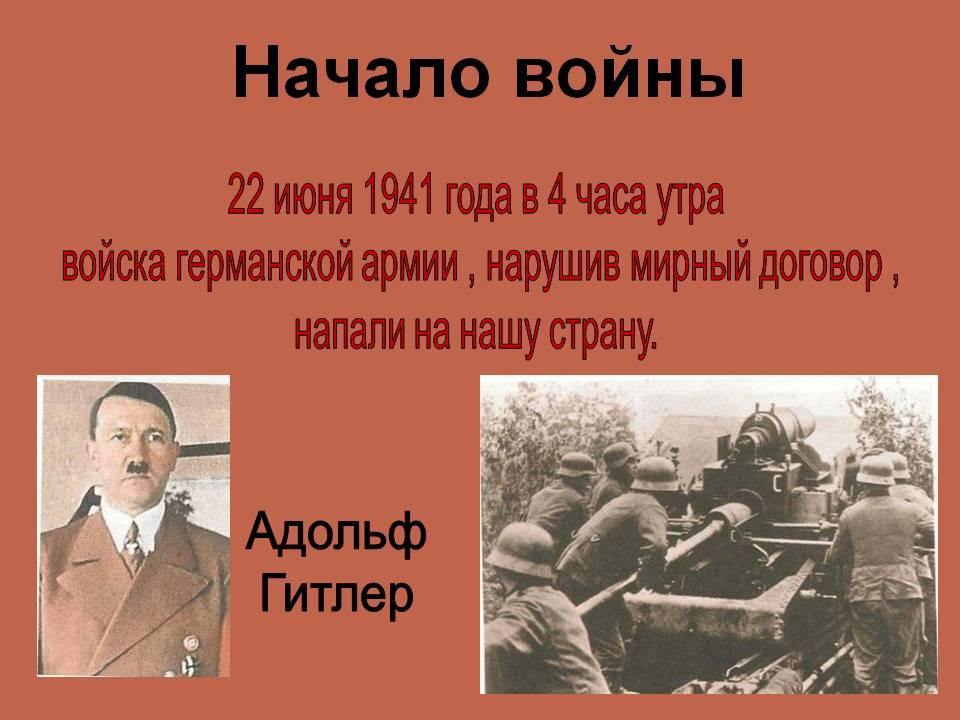 Начало войны
22 июня 1941 года в 4 часа утра
войска германской армии , нарушив мирный договор ,
напали на нашу страну.
Адольф
Гитлер